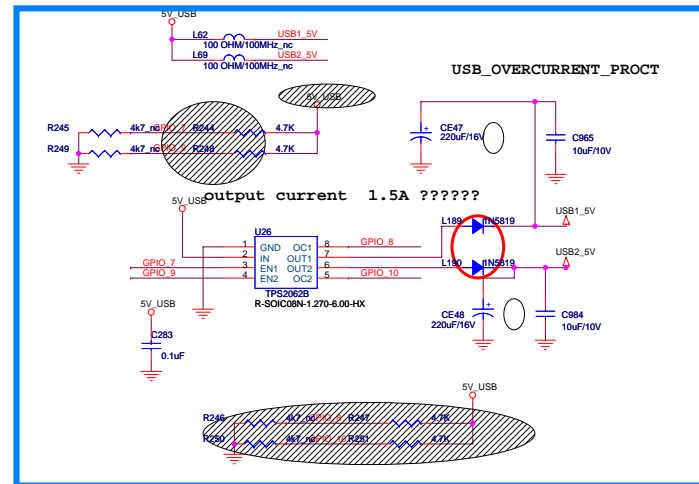 5V_USB
L62 USB1_5V
100 OHM/100MHz_nc
L69 USB2_5V
100 OHM/100MHz_nc
USB_OVERCURRENT_PROCT
5V_USB
R245 4k7_nc GPIO_7 R244 4.7K
R249 4k7_nc GPIO_9 R248 4.7K
CE47
220uF/16V
C965
10uF/10V
output current 1.5A ??????
5V_USB
U26
L189 1N5819 USB1_5V
1 GND OC1 8 GPIO_8
2 IN OUT1 7
GPIO_7 3 EN1 OUT2 6
GPIO_9 4 EN2 OC2 5 GPIO_10
L190 1N5819 USB2_5V
TPS2062B
R-SOIC08N-1.270-6.00-HX
5V_USB
C283
0.1uF
CE48
220uF/16V
C984
10uF/10V
5V_USB
R246 4k7_nc GPIO_8 R247 4.7K
R250 4k7_nc GPIO_10 R251 4.7K